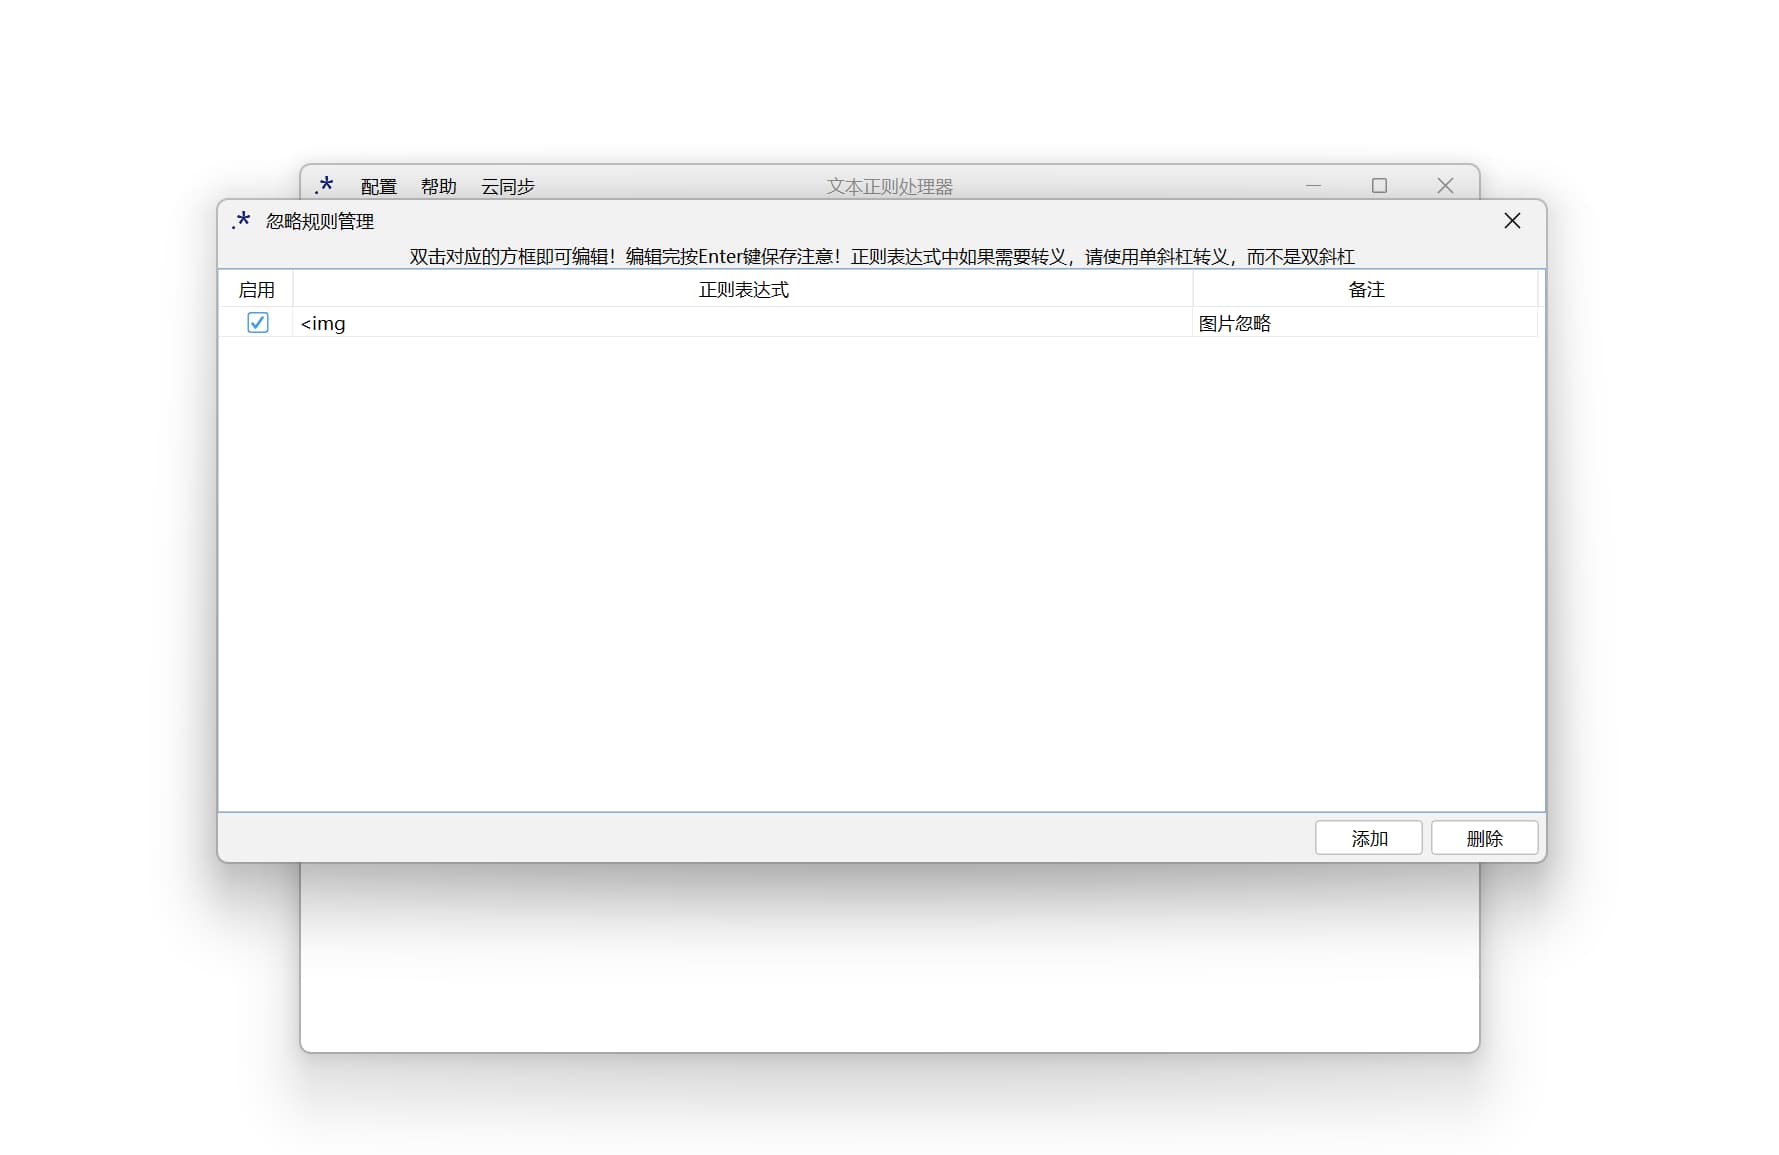 .* 配置 帮助 云同步 文本正则处理器
.* 忽略规则管理
双击对应的方框即可编辑！编辑完按Enter键保存注意！正则表达式中如果需要转义，请使用单斜杠转义，而不是双斜杠
启用 正则表达式 备注
<img 图片忽略
添加 删除